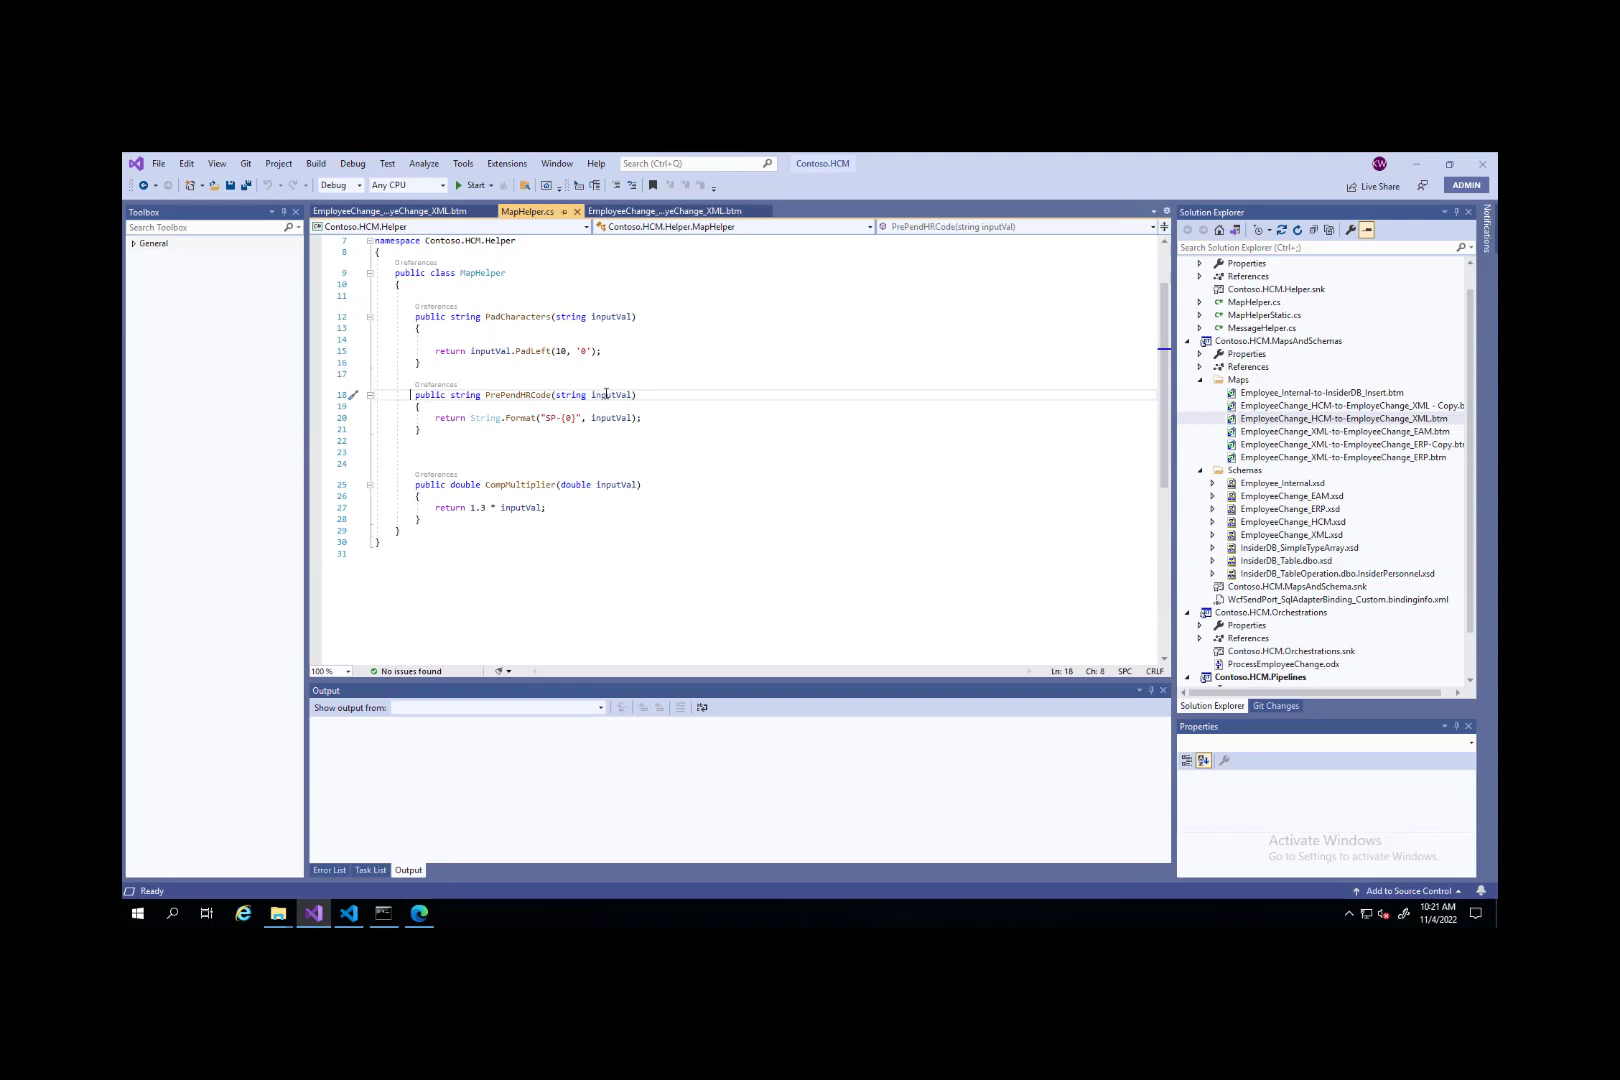 File Edit View Git Project Build Debug Test Analyze Tools Extensions Window Help Search (Ctrl+Q) Contoso.HCM KW
Debug Any CPU Start Live Share ADMIN
Toolbox
Search Toolbox
General
EmployeeChange_...yeChange_XML.btm MapHelper.cs EmployeeChange_...yeChange_XML.btm
Contoso.HCM.Helper Contoso.HCM.Helper.MapHelper PrePendHRCode(string inputVal)
7 namespace Contoso.HCM.Helper
8 {
0 references
9 public class MapHelper
10 {
11
0 references
12 public string PadCharacters(string inputVal)
13 {
14
15 return inputVal.PadLeft(10, '0');
16 }
17
0 references
18 public string PrePendHRCode(string inputVal)
19 {
20 return String.Format("SP-{0}", inputVal);
21 }
22
23
24
0 references
25 public double CompMultiplier(double inputVal)
26 {
27 return 1.3 * inputVal;
28 }
29 }
30 }
31
100 % No issues found Ln: 18 Ch: 8 SPC CRLF
Output
Show output from:
Error List Task List Output
Solution Explorer
Search Solution Explorer (Ctrl+;)
Properties
References
Contoso.HCM.Helper.snk
MapHelper.cs
MapHelperStatic.cs
MessageHelper.cs
Contoso.HCM.MapsAndSchemas
Properties
References
Maps
Employee_Internal-to-InsiderDB_Insert.btm
EmployeeChange_HCM-to-EmployeChange_XML - Copy.b
EmployeeChange_HCM-to-EmployeChange_XML.btm
EmployeeChange_XML-to-EmployeeChange_EAM.btm
EmployeeChange_XML-to-EmployeeChange_ERP-Copy.bt
EmployeeChange_XML-to-EmployeeChange_ERP.btm
Schemas
Employee_Internal.xsd
EmployeeChange_EAM.xsd
EmployeeChange_ERP.xsd
EmployeeChange_HCM.xsd
EmployeeChange_XML.xsd
InsiderDB_SimpleTypeArray.xsd
InsiderDB_Table.dbo.xsd
InsiderDB_TableOperation.dbo.InsiderPersonnel.xsd
Contoso.HCM.MapsAndSchema.snk
WcfSendPort_SqlAdapterBinding_Custom.bindinginfo.xml
Contoso.HCM.Orchestrations
Properties
References
Contoso.HCM.Orchestrations.snk
ProcessEmployeeChange.odx
Contoso.HCM.Pipelines
Solution Explorer Git Changes
Properties
Activate Windows
Go to Settings to activate Windows.
Notifications
Ready Add to Source Control
10:21 AM
11/4/2022